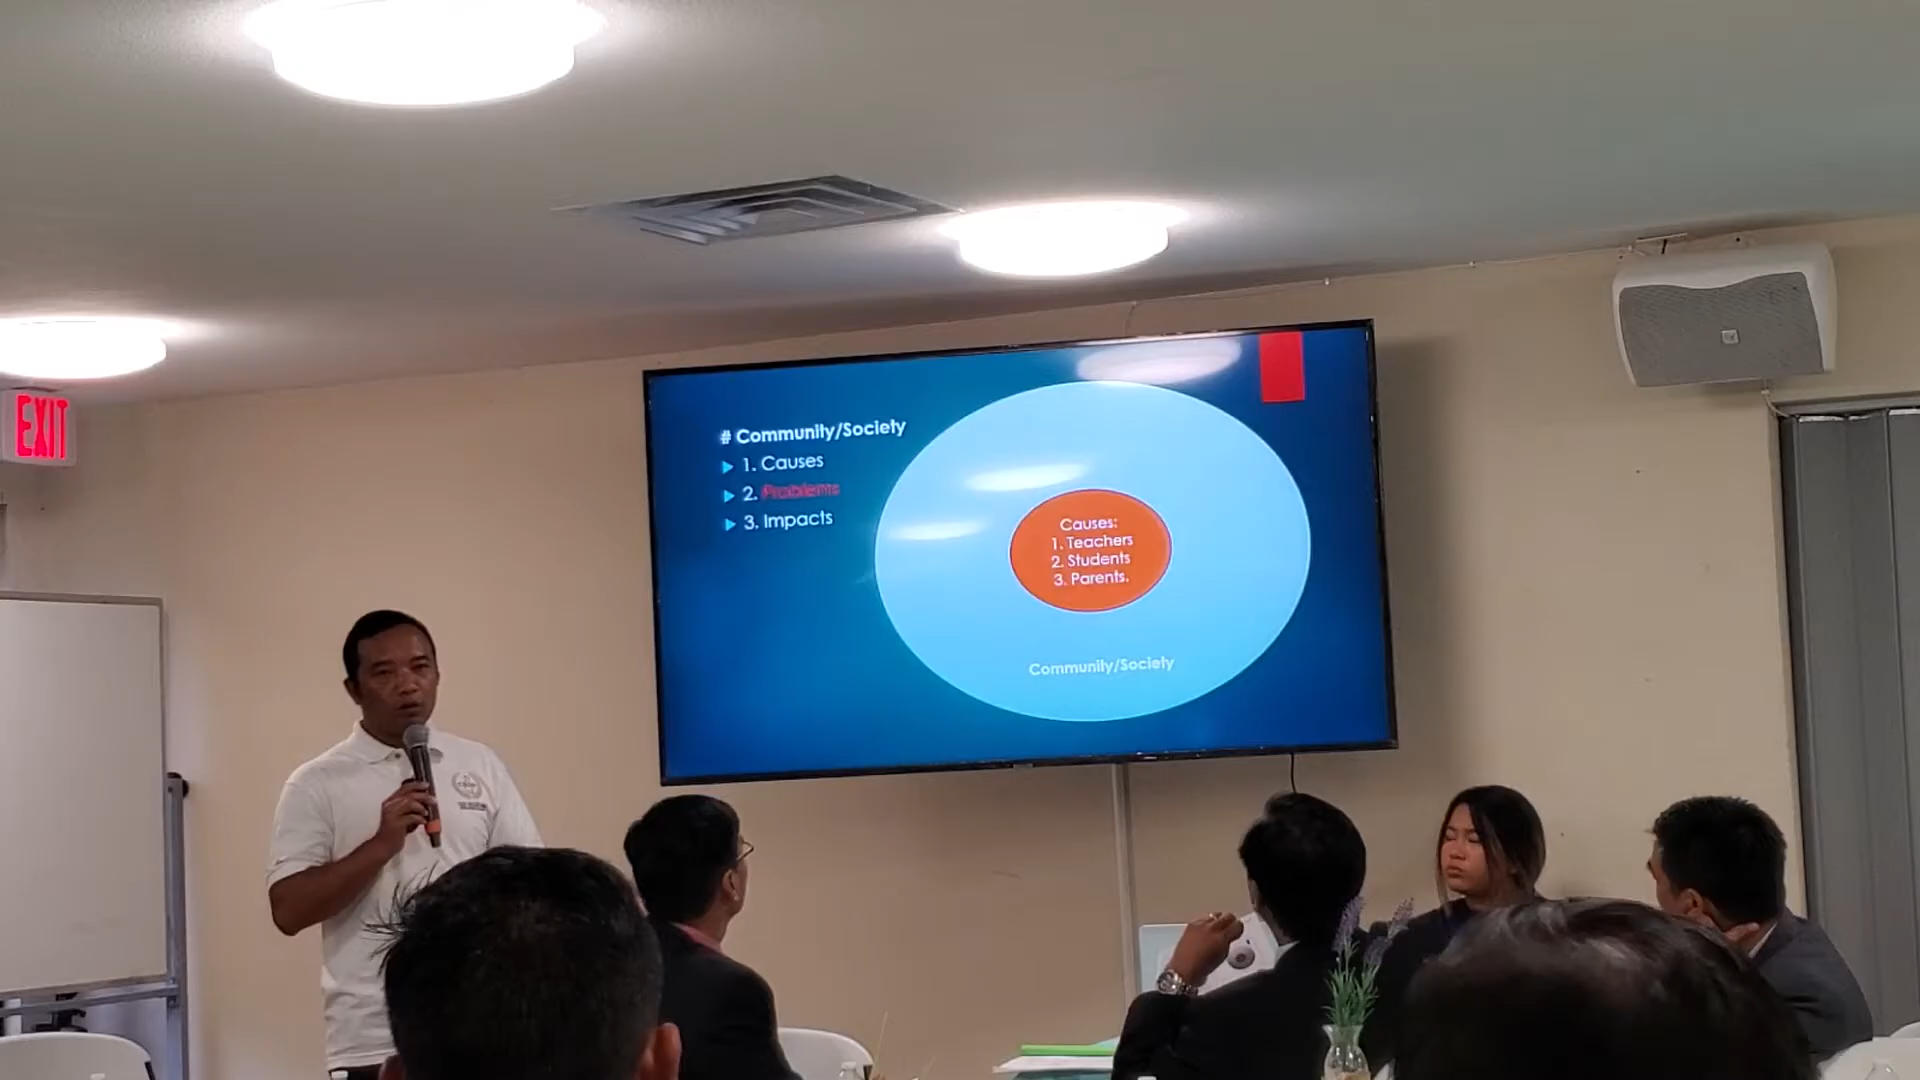 EXIT
# Community/Society
1. Causes
2. Problems
3. Impacts
Causes:
1. Teachers
2. Students
3. Parents.
Community/Society